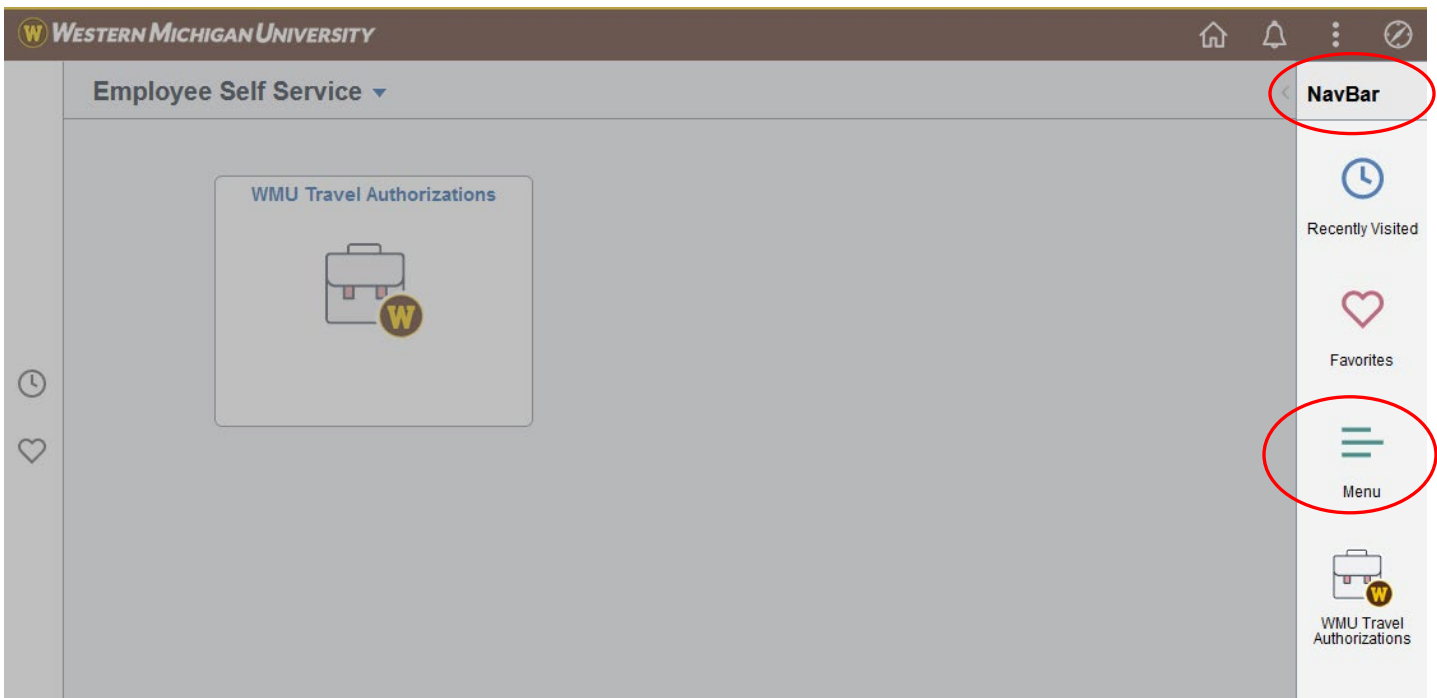 W WESTERN MICHIGAN UNIVERSITY
Employee Self Service
NavBar
WMU Travel Authorizations
W
Recently Visited
Favorites
Menu
W
WMU Travel
Authorizations